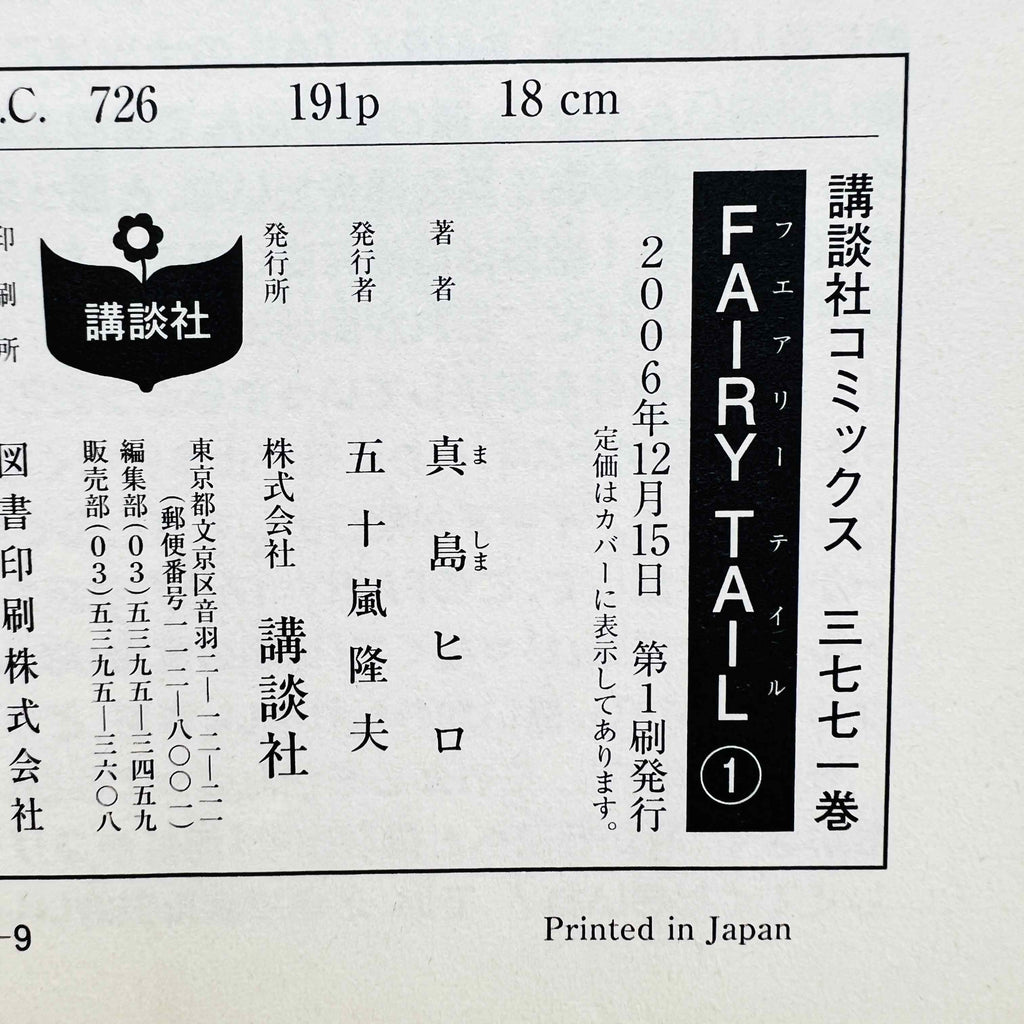 .C. 726 191p 18 cm
講談社コミックス 三七七一巻
FAIRY TAIL ①
フエアリーテイル
2006年12月15日 第1刷発行
定価はカバーに表示してあります。
著者 真島ヒロ
ま しま
発行者 五十嵐隆夫
発行所 株式会社 講談社
東京都文京区音羽二―一二―二一
(郵便番号一一二―八〇〇一)
編集部(03)五三九五―三四五九
販売部(03)五三九五―三六〇八
講談社
印刷所 図書印刷株式会社
-9
Printed in Japan